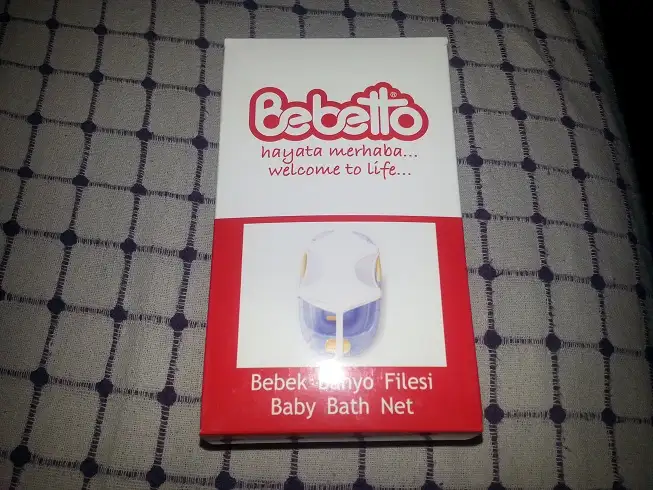 Bebetto®
hayata merhaba...
welcome to life...
Bebek Banyo Filesi
Baby Bath Net